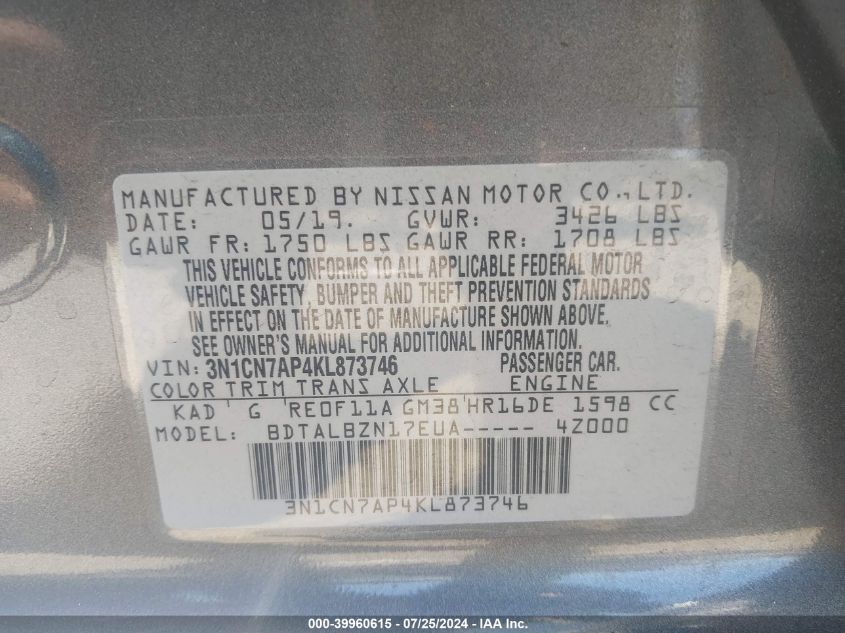 MANUFACTURED BY NISSAN MOTOR CO., LTD.
DATE: 05/19. GVWR: 3426 LBS
GAWR FR: 1750 LBS GAWR RR: 1708 LBS
THIS VEHICLE CONFORMS TO ALL APPLICABLE FEDERAL MOTOR
VEHICLE SAFETY, BUMPER AND THEFT PREVENTION STANDARDS
IN EFFECT ON THE DATE OF MANUFACTURE SHOWN ABOVE.
SEE OWNER'S MANUAL FOR ADDITIONAL INFORMATION.
VIN: 3N1CN7AP4KL873746 PASSENGER CAR.
COLOR TRIM TRANS AXLE ENGINE
KAD G RE0F11A GM38 HR16DE 1598 CC
MODEL: BDTALBZN17EUA----- 4Z000
3N1CN7AP4KL873746
000-39960615 - 07/25/2024 - IAA Inc.